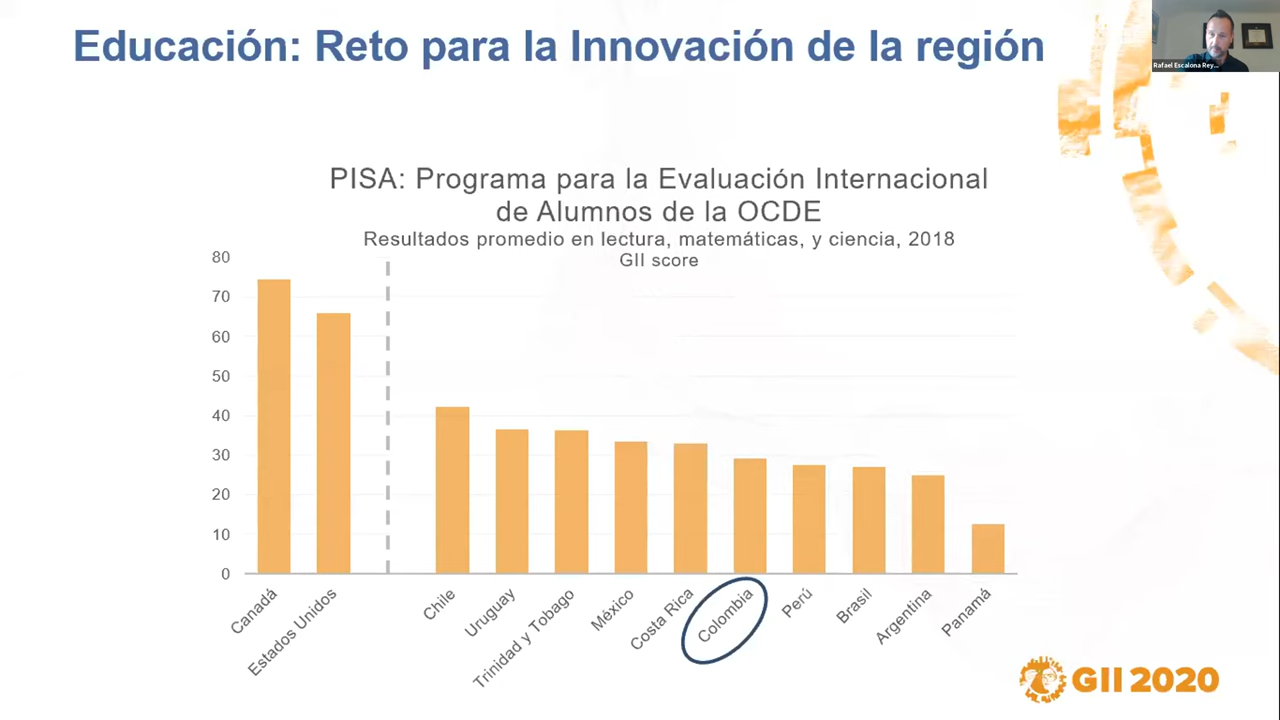 Educación: Reto para la Innovación de la región
Rafael Escalona Rey...
PISA: Programa para la Evaluación Internacional
de Alumnos de la OCDE
Resultados promedio en lectura, matemáticas, y ciencia, 2018
GII score
80
70
60
50
40
30
20
10
0
Canadá
Estados Unidos
Chile
Uruguay
Trinidad y Tobago
México
Costa Rica
Colombia
Perú
Brasil
Argentina
Panamá
GII 2020